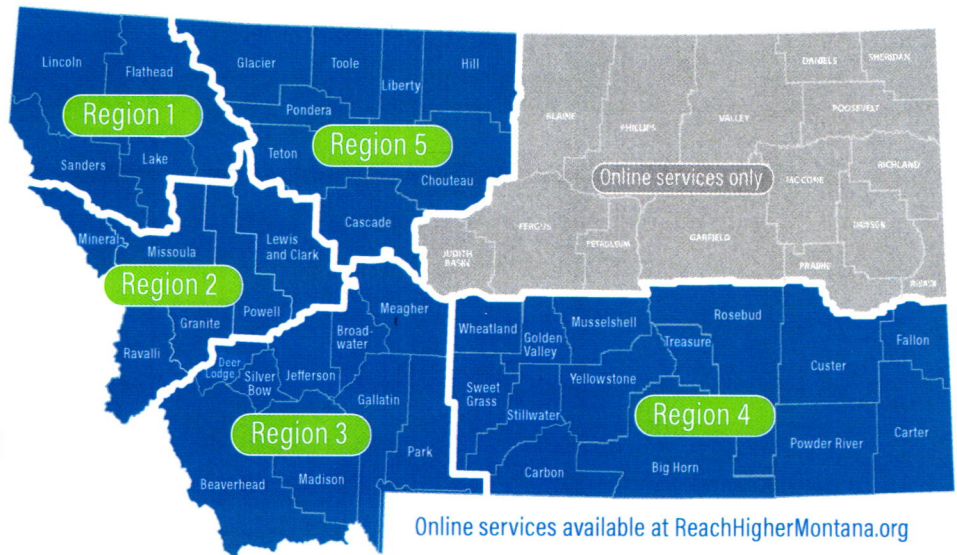 Lincoln
Flathead
Region 1
Sanders
Lake
Glacier
Toole
Liberty
Hill
Pondera
Region 5
Teton
Chouteau
Cascade
BLAINE
PHILLIPS
VALLEY
DANIELS
SHERIDAN
ROOSEVELT
RICHLAND
Online services only
MC CONE
FERGUS
JUDITH
BASIN
PETROLEUM
GARFIELD
DAWSON
PRAIRIE
WIBAUX
Mineral
Missoula
Lewis
and Clark
Region 2
Powell
Granite
Ravalli
Meagher
Broad-
water
Deer
Lodge
Silver
Bow
Jefferson
Gallatin
Region 3
Park
Beaverhead
Madison
Wheatland
Golden
Valley
Musselshell
Rosebud
Treasure
Fallon
Custer
Sweet
Grass
Yellowstone
Stillwater
Region 4
Carter
Powder River
Carbon
Big Horn
Online services available at ReachHigherMontana.org